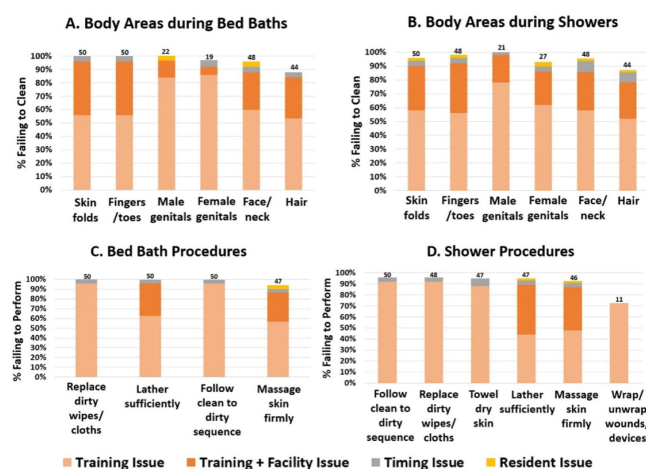 A. Body Areas during Bed Baths
% Failing to Clean
100%
90%
80%
70%
60%
50%
40%
30%
20%
10%
0%
50 50 22 19 48 44
Skin Fingers Male Female Face/ Hair
folds /toes genitals genitals neck
B. Body Areas during Showers
% Failing to Clean
100%
90%
80%
70%
60%
50%
40%
30%
20%
10%
0%
50 48 21 27 48 44
Skin Fingers Male Female Face/ Hair
folds /toes genitals genitals neck
C. Bed Bath Procedures
% Failing to Perform
100%
90%
80%
70%
60%
50%
40%
30%
20%
10%
0%
50 50 50 47
Replace Lather Follow Massage
dirty sufficiently clean to skin
wipes/ dirty firmly
cloths sequence
D. Shower Procedures
% Failing to Perform
100%
90%
80%
70%
60%
50%
40%
30%
20%
10%
0%
50 48 47 47 46 11
Follow Replace Towel Lather Massage Wrap/
clean to dirty dry sufficiently skin unwrap
dirty wipes/ skin firmly wounds,
sequence cloths devices
Training Issue Training + Facility Issue Timing Issue Resident Issue